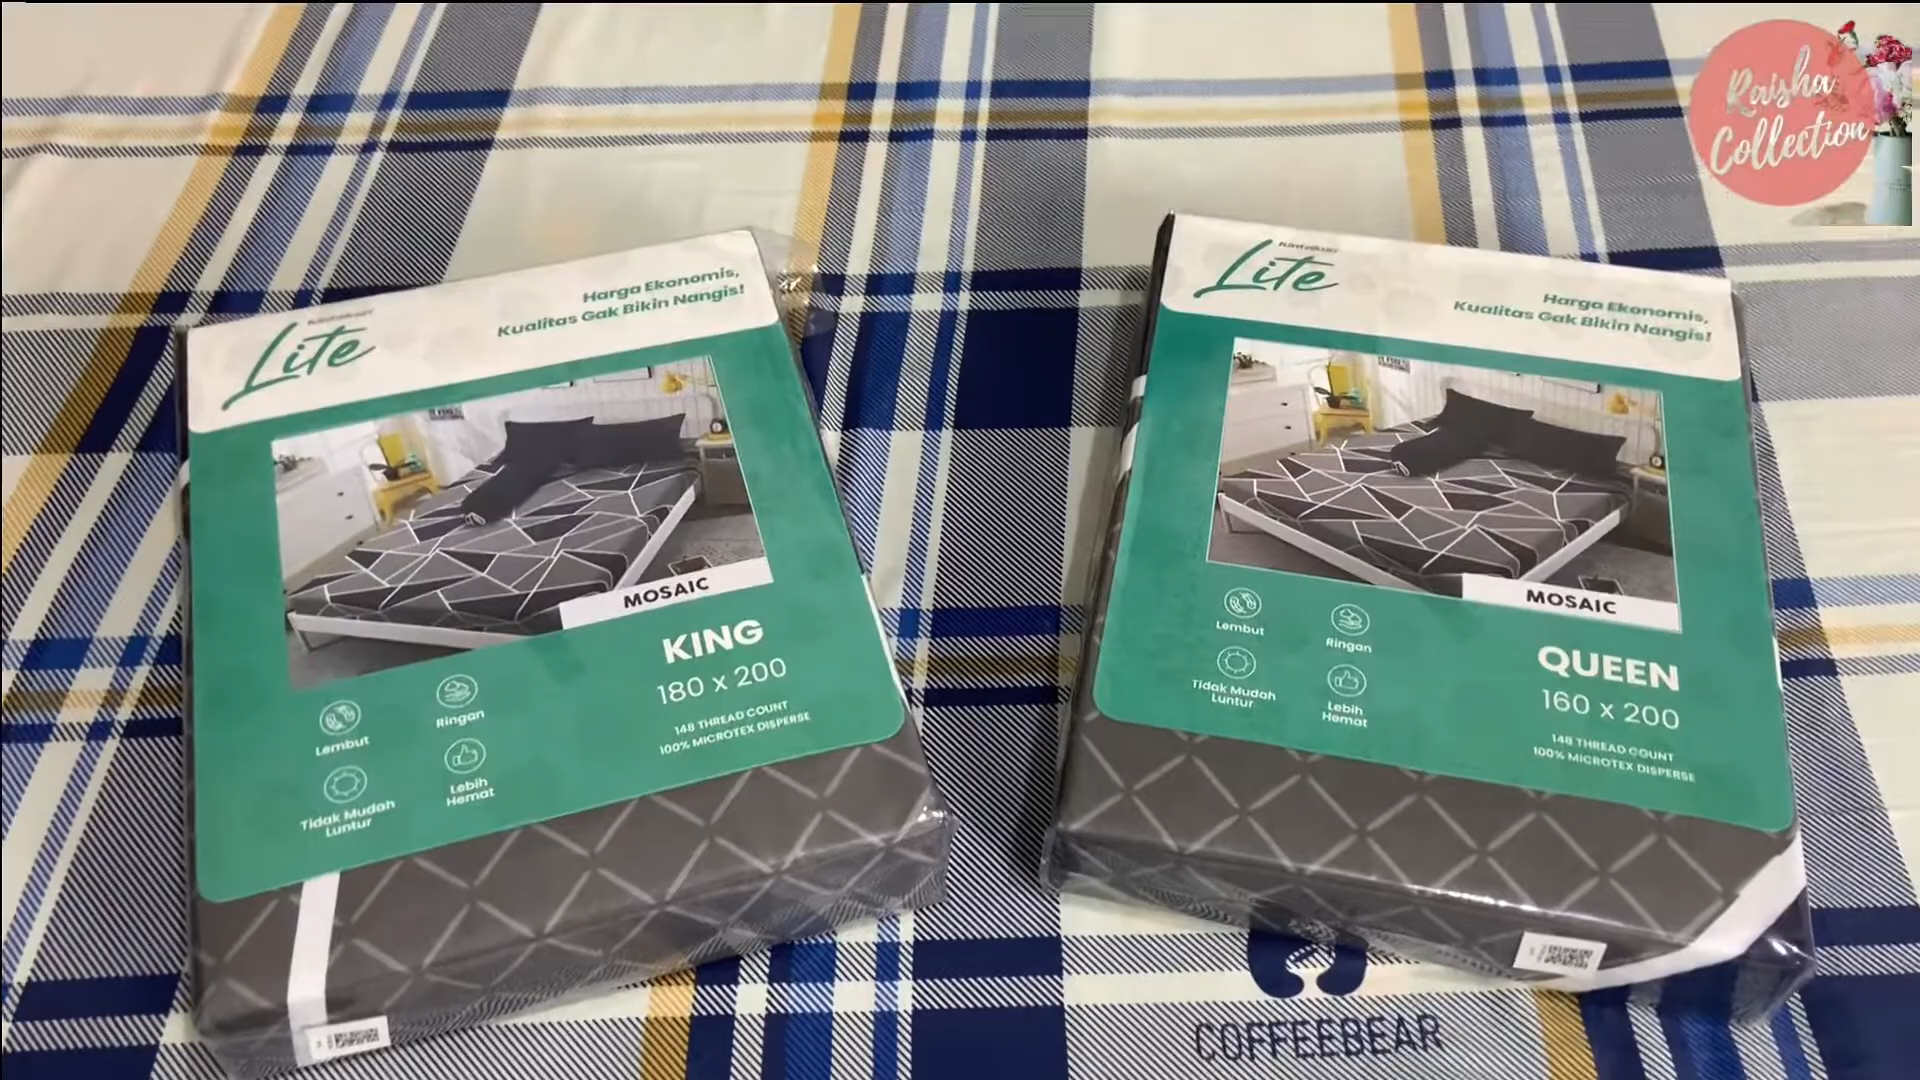 Raisha
Collection
Kintakun
Lite
Harga Ekonomis,
Kualitas Gak Bikin Nangis!
MOSAIC
KING
180 x 200
148 THREAD COUNT
100% MICROTEX DISPERSE
Lembut
Ringan
Tidak Mudah
Luntur
Lebih
Hemat
Kintakun
Lite
Harga Ekonomis,
Kualitas Gak Bikin Nangis!
MOSAIC
QUEEN
160 x 200
148 THREAD COUNT
100% MICROTEX DISPERSE
Lembut
Ringan
Tidak Mudah
Luntur
Lebih
Hemat
COFFEEBEAR